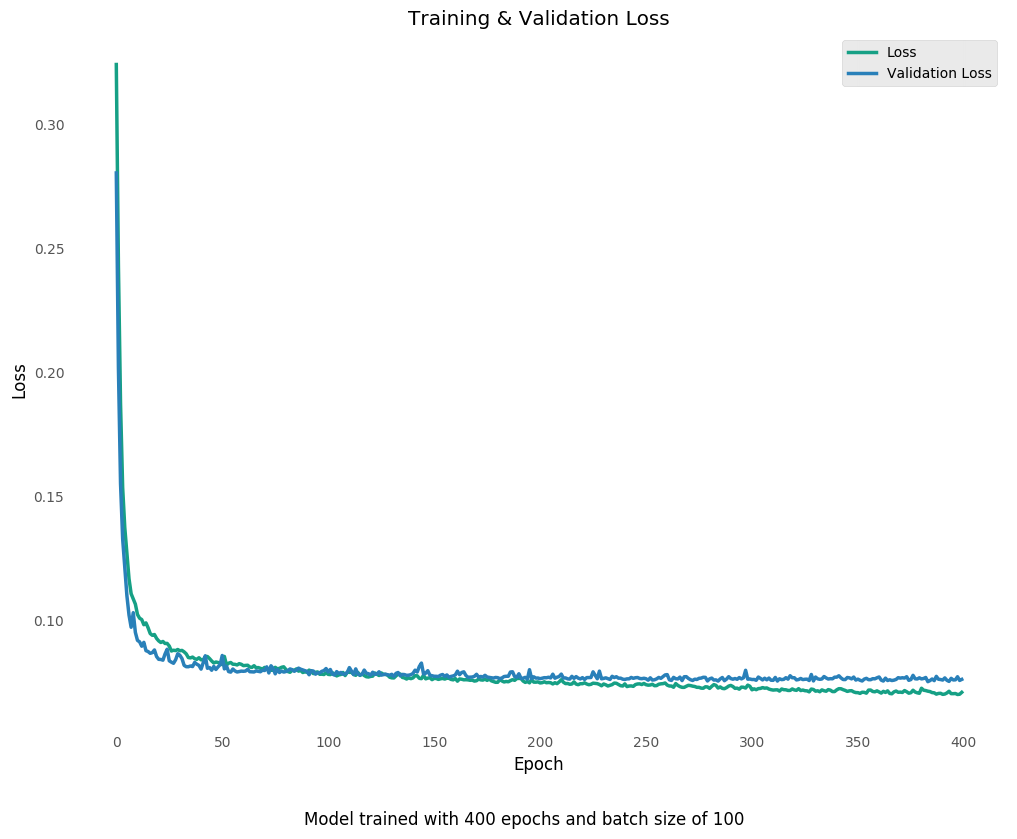 Training & Validation Loss
Loss
Validation Loss
0.30
0.25
0.20
0.15
0.10
Loss
0
50
100
150
200
250
300
350
400
Epoch
Model trained with 400 epochs and batch size of 100